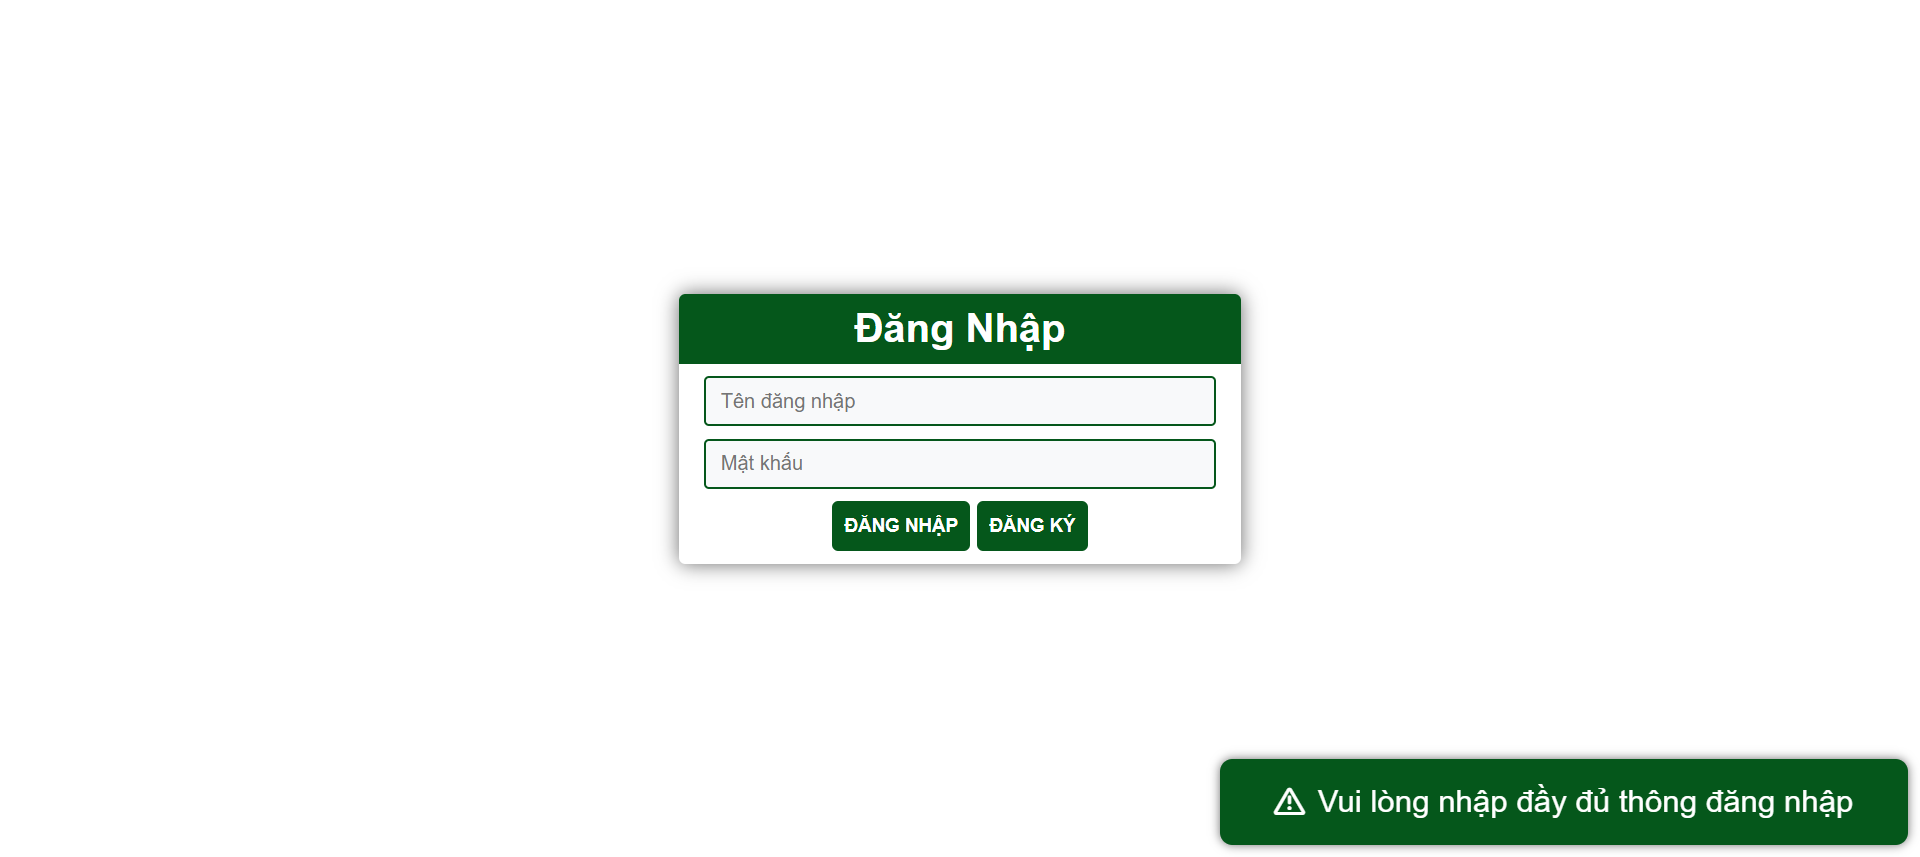 Đăng Nhập
Tên đăng nhập
Mật khẩu
ĐĂNG NHẬP ĐĂNG KÝ
Vui lòng nhập đầy đủ thông đăng nhập